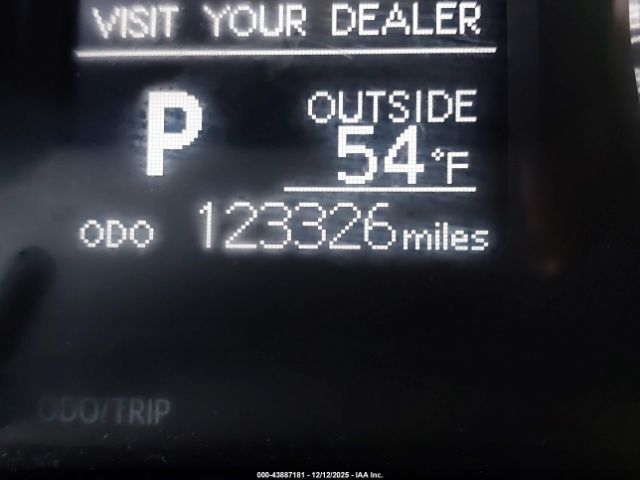 VISIT YOUR DEALER
P
OUTSIDE
54°F
ODO 123326 miles
ODO/TRIP
000-43887181 - 12/12/2025 - IAA Inc.